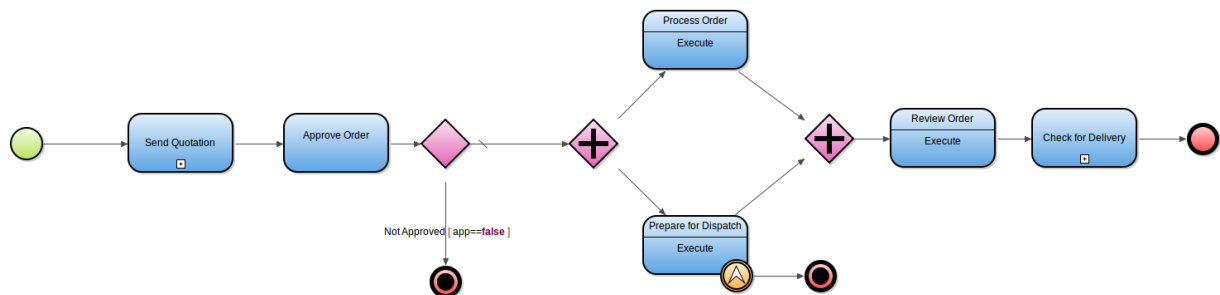 Process Order
Execute
Send Quotation
Approve Order
Review Order
Execute
Check for Delivery
Not Approved [ app==false ]
Prepare for Dispatch
Execute